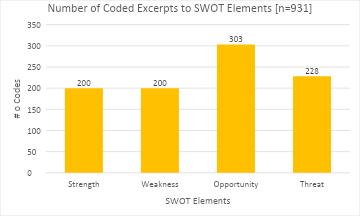 Number of Coded Excerpts to SWOT Elements [n=931]
350
300
250
200
150
100
50
0
# o Codes
200
200
303
228
Strength
Weakness
Opportunity
Threat
SWOT Elements